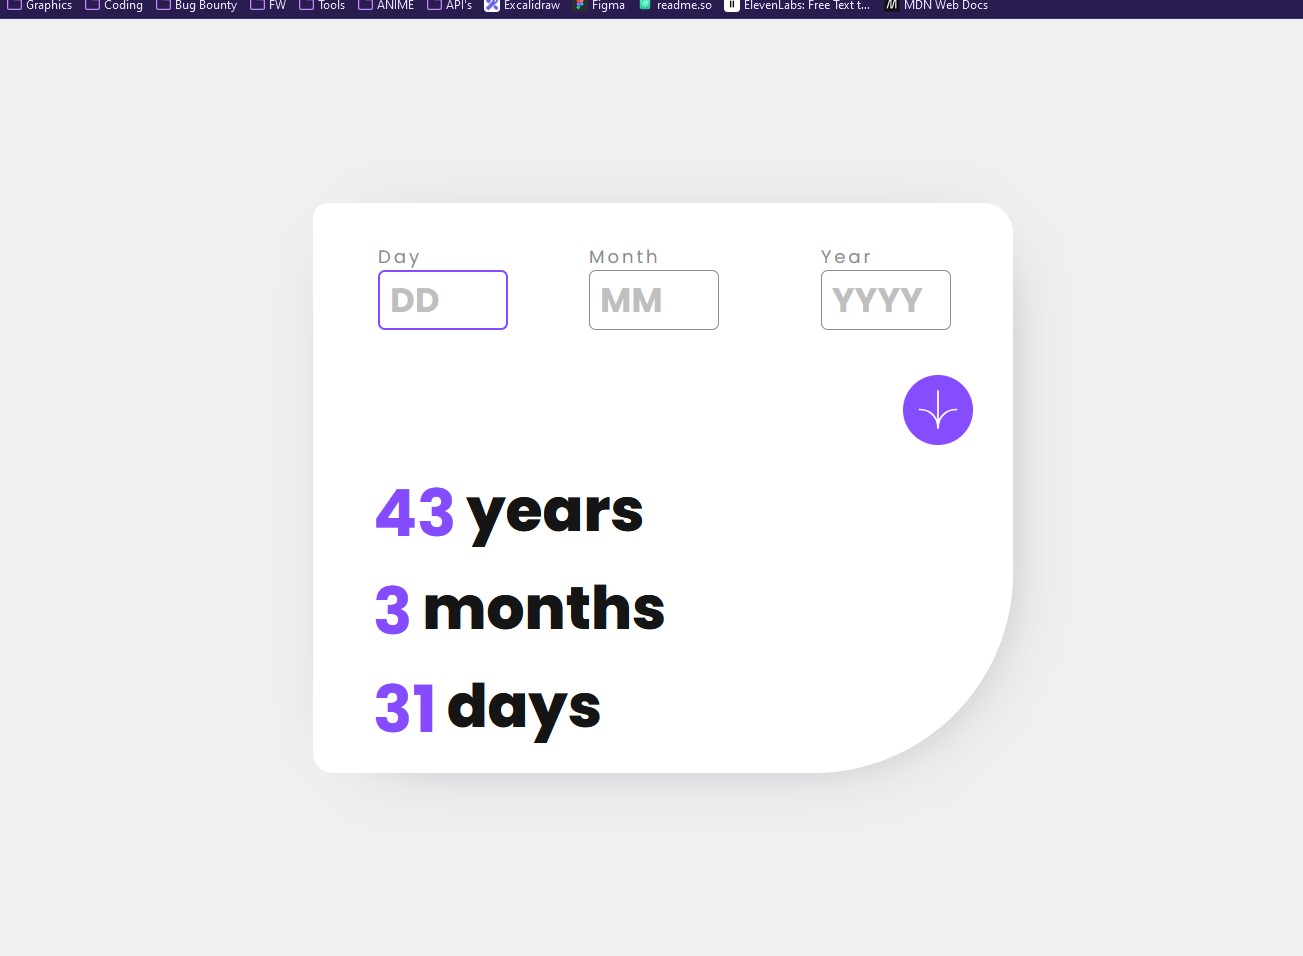 Graphics Coding Bug Bounty FW Tools ANIME API's Excalidraw Figma readme.so ElevenLabs: Free Text t... MDN Web Docs
Day Month Year
DD MM YYYY
43 years
3 months
31 days